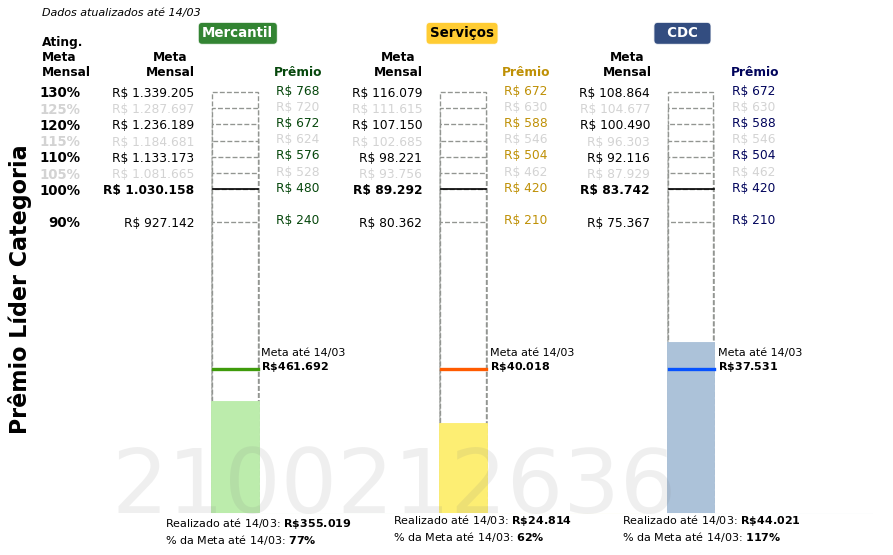 Dados atualizados até 14/03
Mercantil Serviços CDC
Ating. Meta Mensal Meta Mensal Prêmio Meta Mensal Prêmio Meta Mensal Prêmio
130% R$ 1.339.205 R$ 768 R$ 116.079 R$ 672 R$ 108.864 R$ 672
125% R$ 1.287.697 R$ 720 R$ 111.615 R$ 630 R$ 104.677 R$ 630
120% R$ 1.236.189 R$ 672 R$ 107.150 R$ 588 R$ 100.490 R$ 588
115% R$ 1.184.681 R$ 624 R$ 102.685 R$ 546 R$ 96.303 R$ 546
110% R$ 1.133.173 R$ 576 R$ 98.221 R$ 504 R$ 92.116 R$ 504
105% R$ 1.081.665 R$ 528 R$ 93.756 R$ 462 R$ 87.929 R$ 462
100% R$ 1.030.158 R$ 480 R$ 89.292 R$ 420 R$ 83.742 R$ 420
90% R$ 927.142 R$ 240 R$ 80.362 R$ 210 R$ 75.367 R$ 210
Prêmio Líder Categoria
Meta até 14/03 Meta até 14/03 Meta até 14/03
R$461.692 R$40.018 R$37.531
2100212636
Realizado até 14/03: R$355.019 Realizado até 14/03: R$24.814 Realizado até 14/03: R$44.021
% da Meta até 14/03: 77% % da Meta até 14/03: 62% % da Meta até 14/03: 117%